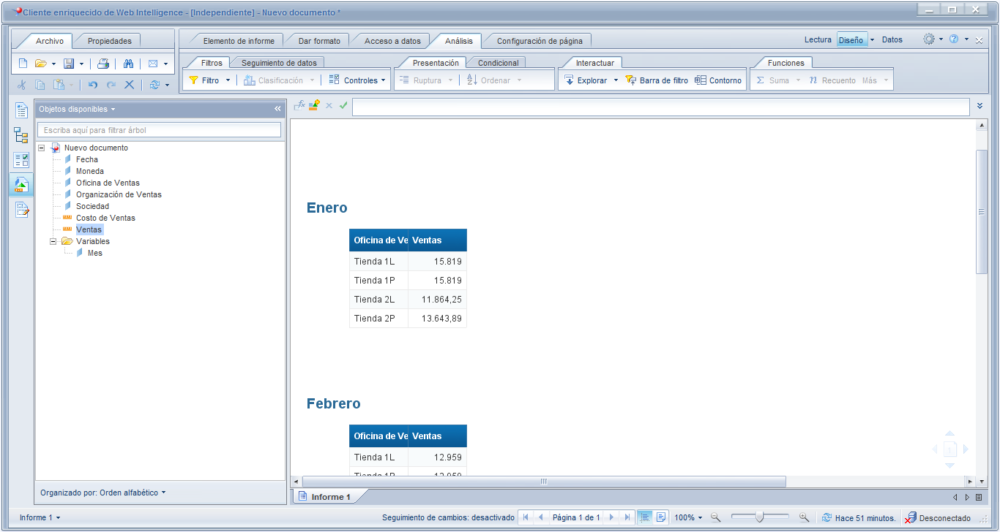 Cliente enriquecido de Web Intelligence - [Independiente] - Nuevo documento *
Archivo Propiedades Elemento de informe Dar formato Acceso a datos Análisis Configuración de página Lectura Diseño Datos
Filtros Seguimiento de datos Presentación Condicional Interactuar Funciones
Filtro Clasificación Controles Ruptura Ordenar Explorar Barra de filtro Contorno Suma Recuento Más
Objetos disponibles
Escriba aquí para filtrar árbol
Nuevo documento
Fecha
Moneda
Oficina de Ventas
Organización de Ventas
Sociedad
Costo de Ventas
Ventas
Variables
Mes
Organizado por: Orden alfabético
Enero
Oficina de Ve Ventas
Tienda 1L 15.819
Tienda 1P 15.819
Tienda 2L 11.864,25
Tienda 2P 13.643,89
Febrero
Oficina de Ve Ventas
Tienda 1L 12.959
Informe 1
Informe 1 Seguimiento de cambios: desactivado Página 1 de 1 100% Hace 51 minutos. Desconectado